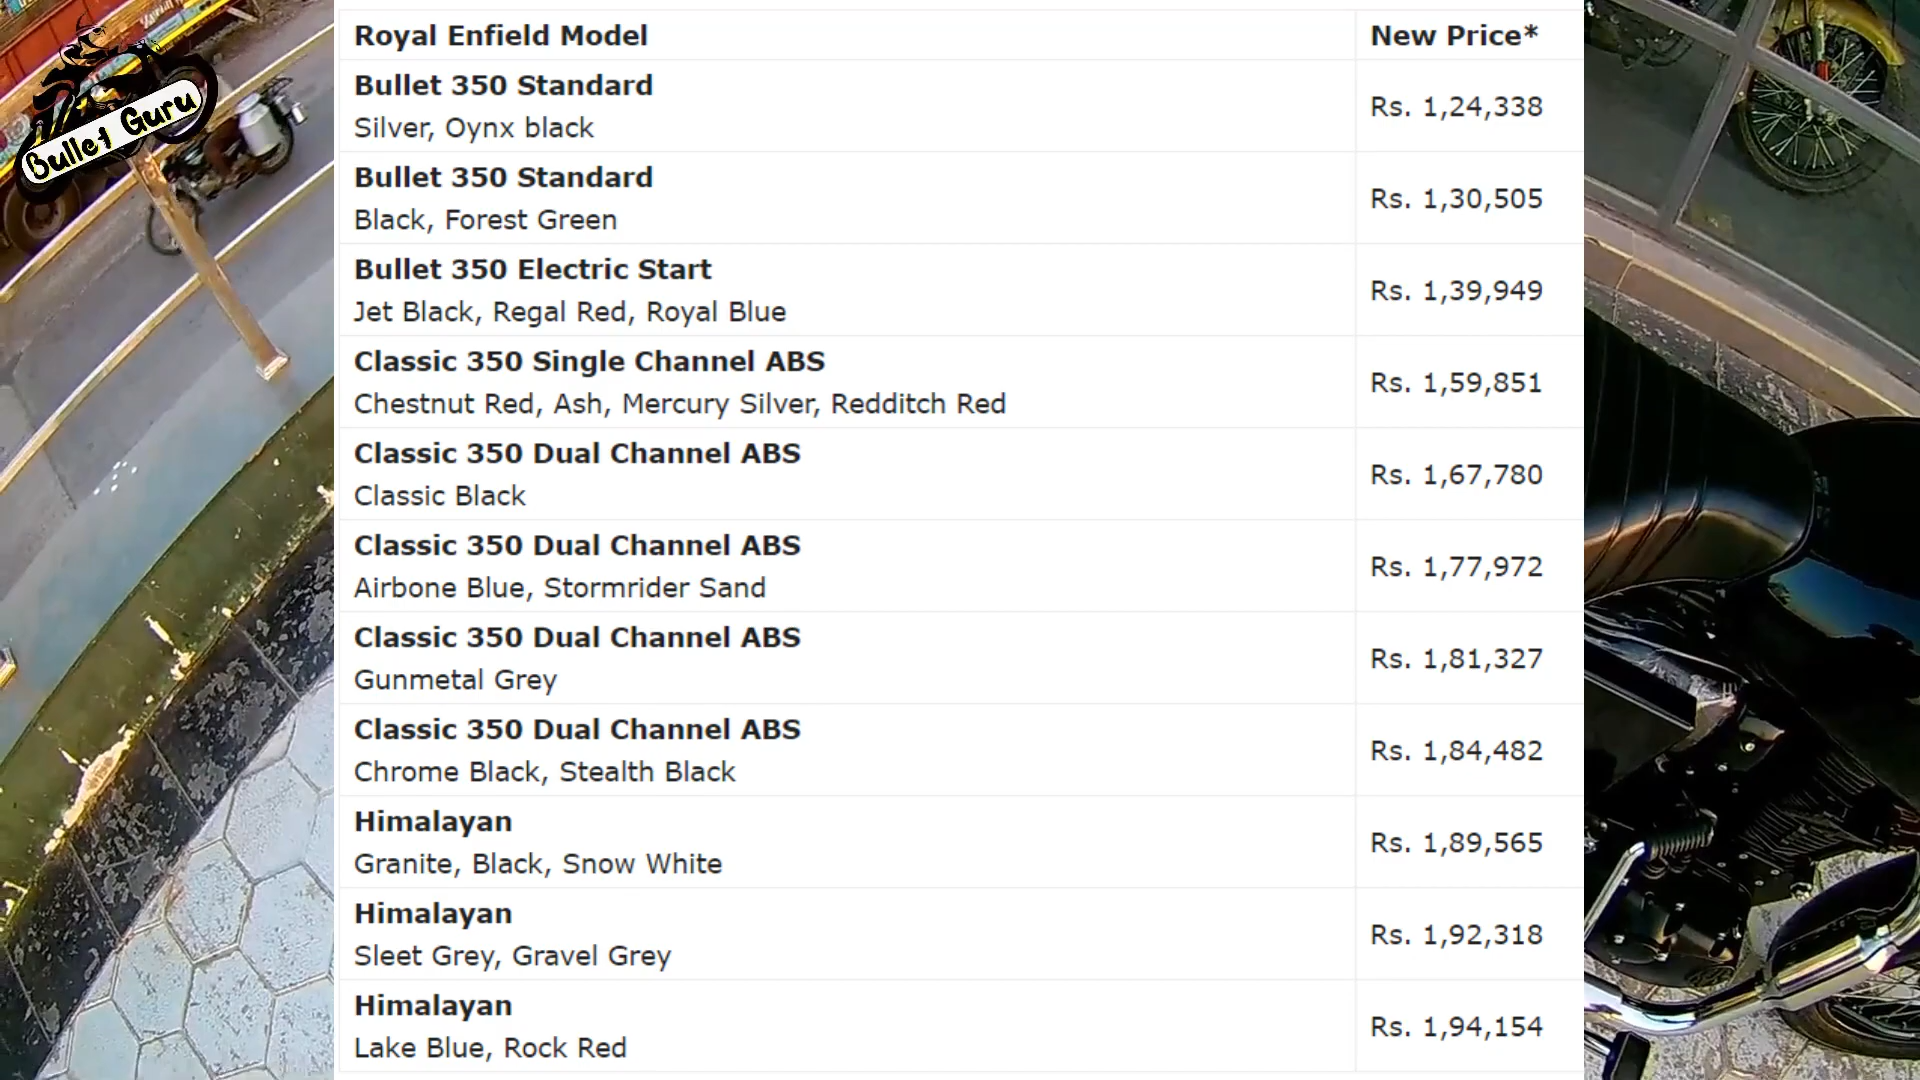 Bullet Guru
Royal Enfield Model
New Price*
Bullet 350 Standard
Silver, Oynx black
Rs. 1,24,338
Bullet 350 Standard
Black, Forest Green
Rs. 1,30,505
Bullet 350 Electric Start
Jet Black, Regal Red, Royal Blue
Rs. 1,39,949
Classic 350 Single Channel ABS
Chestnut Red, Ash, Mercury Silver, Redditch Red
Rs. 1,59,851
Classic 350 Dual Channel ABS
Classic Black
Rs. 1,67,780
Classic 350 Dual Channel ABS
Airbone Blue, Stormrider Sand
Rs. 1,77,972
Classic 350 Dual Channel ABS
Gunmetal Grey
Rs. 1,81,327
Classic 350 Dual Channel ABS
Chrome Black, Stealth Black
Rs. 1,84,482
Himalayan
Granite, Black, Snow White
Rs. 1,89,565
Himalayan
Sleet Grey, Gravel Grey
Rs. 1,92,318
Himalayan
Lake Blue, Rock Red
Rs. 1,94,154